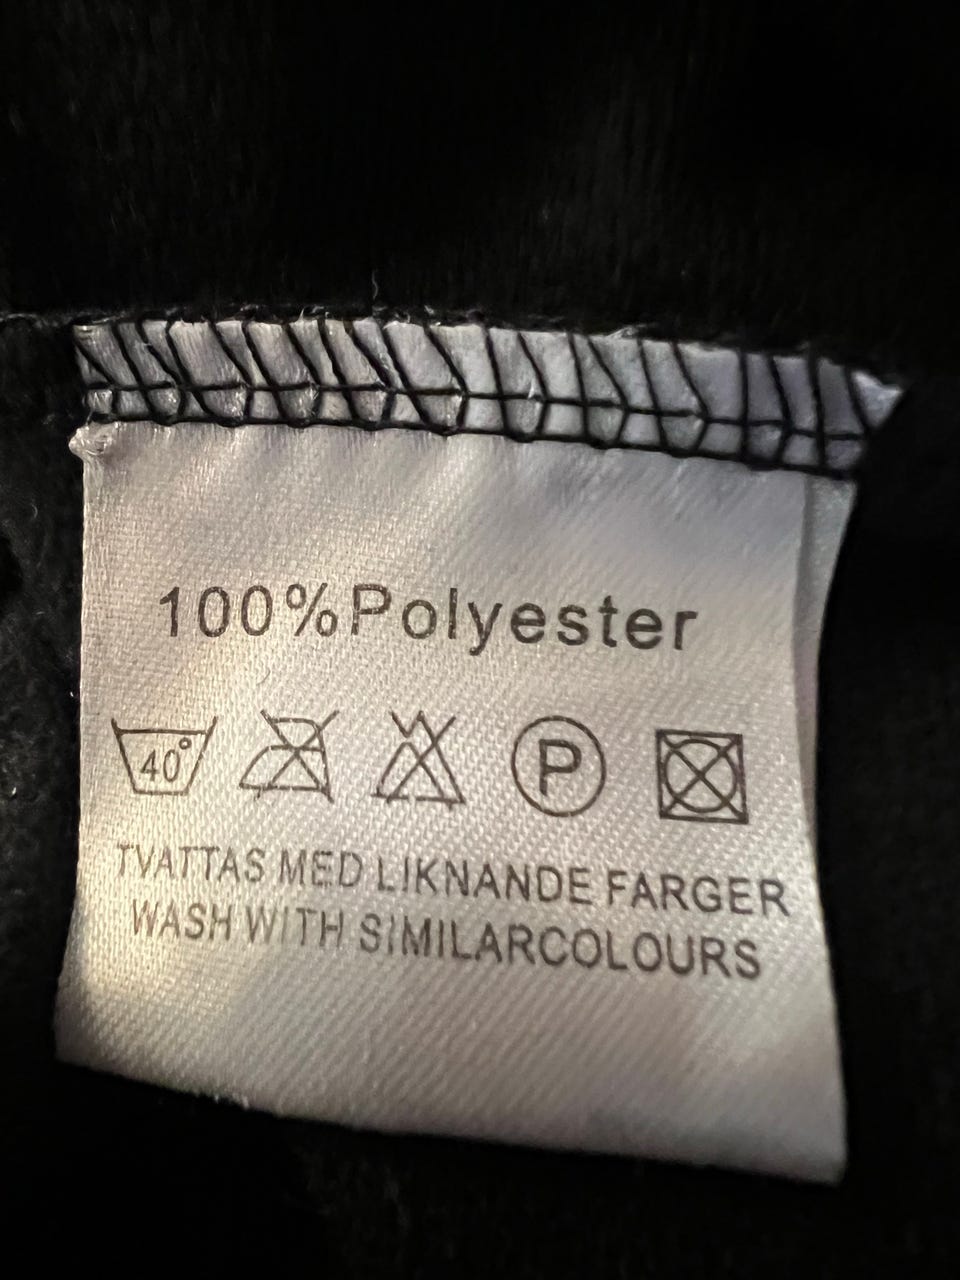 100%Polyester
40° P
TVATTAS MED LIKNANDE FARGER
WASH WITH SIMILARCOLOURS